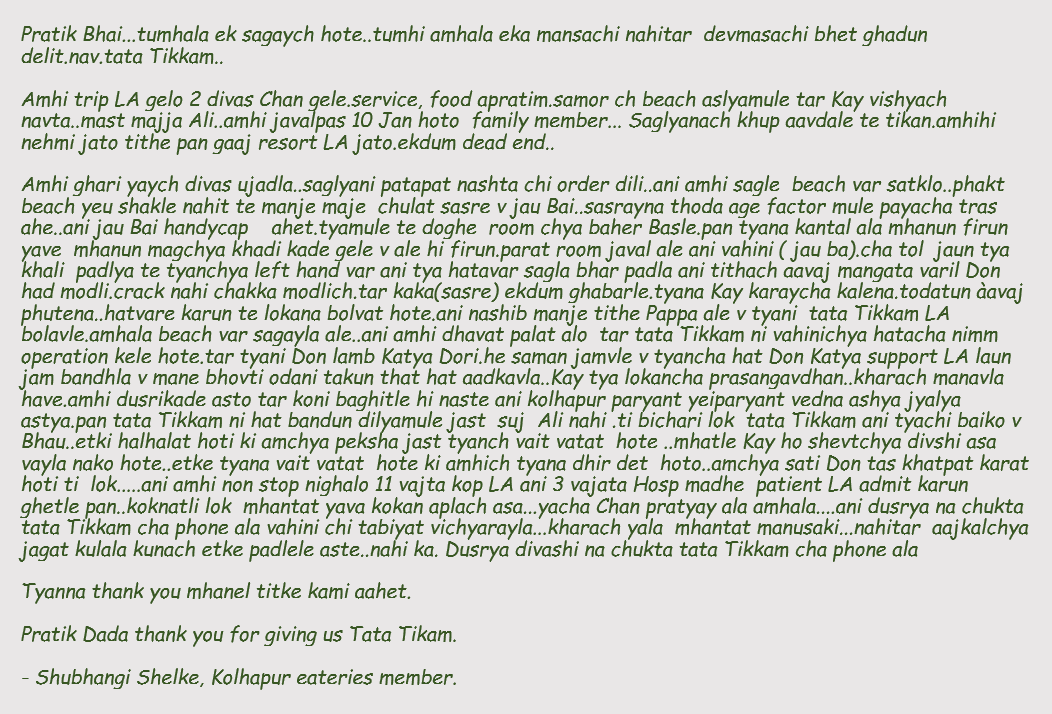 Pratik Bhai...tumhala ek sagaych hote..tumhi amhala eka mansachi nahitar  devmasachi bhet ghadun
delit.nav.tata Tikkam..
Amhi trip LA gelo 2 divas Chan gele.service, food apratim.samor ch beach aslyamule tar Kay vishyach
navta..mast majja Ali..amhi javalpas 10 Jan hoto  family member... Saglyanach khup aavdale te tikan.amhihi
nehmi jato tithe pan gaaj resort LA jato.ekdum dead end..
Amhi ghari yaych divas ujadla..saglyani patapat nashta chi order dili..ani amhi sagle  beach var satklo..phakt
beach yeu shakle nahit te manje maje  chulat sasre v jau Bai..sasrayna thoda age factor mule payacha tras
ahe..ani jau Bai handycap    ahet.tyamule te doghe  room chya baher Basle.pan tyana kantal ala mhanun firun
yave  mhanun magchya khadi kade gele v ale hi firun.parat room javal ale ani vahini ( jau ba).cha tol  jaun tya
khali  padlya te tyanchya left hand var ani tya hatavar sagla bhar padla ani tithach aavaj mangata varil Don
had modli.crack nahi chakka modlich.tar kaka(sasre) ekdum ghabarle.tyana Kay karaycha kalena.todatun àavaj
phutena..hatvare karun te lokana bolvat hote.ani nashib manje tithe Pappa ale v tyani  tata Tikkam LA
bolavle.amhala beach var sagayla ale..ani amhi dhavat palat alo  tar tata Tikkam ni vahinichya hatacha nimm
operation kele hote.tar tyani Don lamb Katya Dori.he saman jamvle v tyancha hat Don Katya support LA laun
jam bandhla v mane bhovti odani takun that hat aadkavla..Kay tya lokancha prasangavdhan..kharach manavla
have.amhi dusrikade asto tar koni baghitle hi naste ani kolhapur paryant yeiparyant vedna ashya jyalya
astya.pan tata Tikkam ni hat bandun dilyamule jast  suj  Ali nahi .ti bichari lok  tata Tikkam ani tyachi baiko v
Bhau..etki halhalat hoti ki amchya peksha jast tyanch vait vatat  hote ..mhatle Kay ho shevtchya divshi asa
vayla nako hote..etke tyana vait vatat  hote ki amhich tyana dhir det  hoto..amchya sati Don tas khatpat karat
hoti ti  lok.....ani amhi non stop nighalo 11 vajta kop LA ani 3 vajata Hosp madhe  patient LA admit karun
ghetle pan..koknatli lok  mhantat yava kokan aplach asa...yacha Chan pratyay ala amhala....ani dusrya na chukta
tata Tikkam cha phone ala vahini chi tabiyat vichyarayla...kharach yala  mhantat manusaki...nahitar  aajkalchya
jagat kulala kunach etke padlele aste..nahi ka. Dusrya divashi na chukta tata Tikkam cha phone ala
Tyanna thank you mhanel titke kami aahet.
Pratik Dada thank you for giving us Tata Tikam.
- Shubhangi Shelke, Kolhapur eateries member.